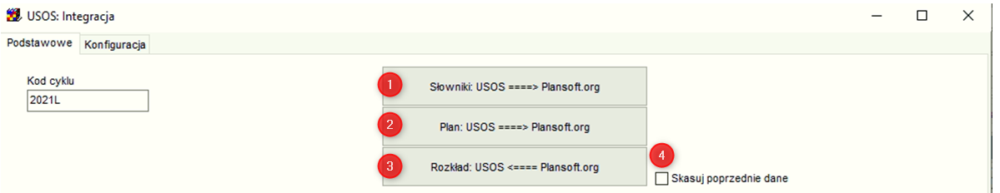 USOS: Integracja
Podstawowe Konfiguracja
Kod cyklu
2021L
1 Słowniki: USOS ====> Plansoft.org
2 Plan: USOS ====> Plansoft.org
3 Rozkład: USOS <==== Plansoft.org
4
Skasuj poprzednie dane